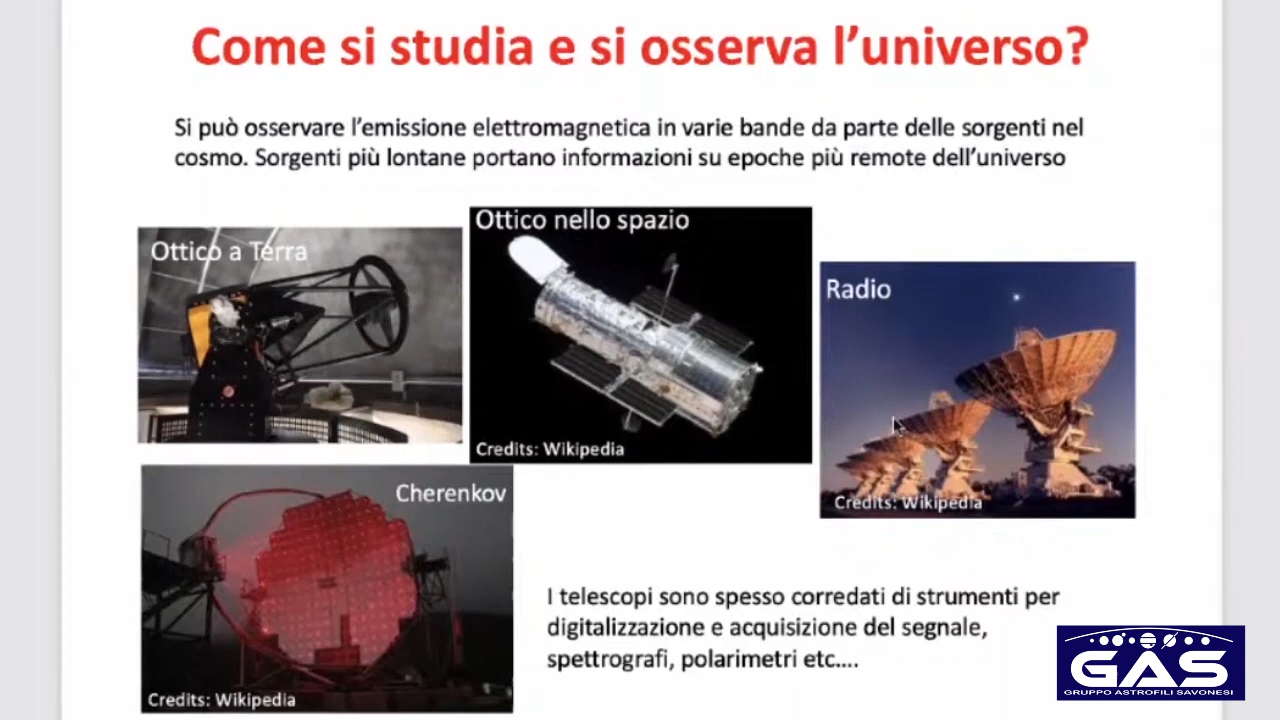 Come si studia e si osserva l’universo?
Si può osservare l’emissione elettromagnetica in varie bande da parte delle sorgenti nel
cosmo. Sorgenti più lontane portano informazioni su epoche più remote dell’universo
Ottico a Terra
Ottico nello spazio
Credits: Wikipedia
Radio
Credits: Wikipedia
Cherenkov
Credits: Wikipedia
I telescopi sono spesso corredati di strumenti per
digitalizzazione e acquisizione del segnale,
spettrografi, polarimetri etc....
GAS
GRUPPO ASTROFILI SAVONESI